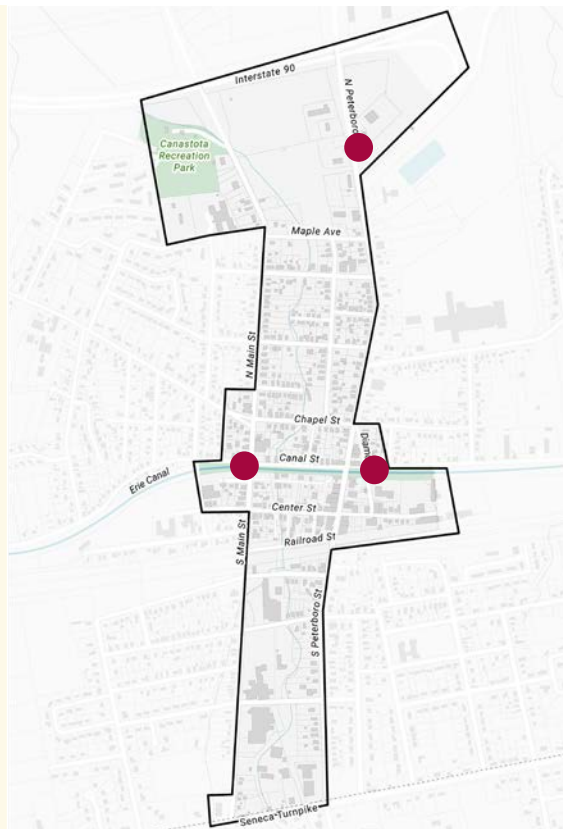 Interstate 90
N Peterboro
Canastota
Recreation
Park
Maple Ave
N Main St
Chapel St
Diam
Canal St
Erie Canal
Center St
Railroad St
S Main St
S Peterboro St
Seneca Turnpike